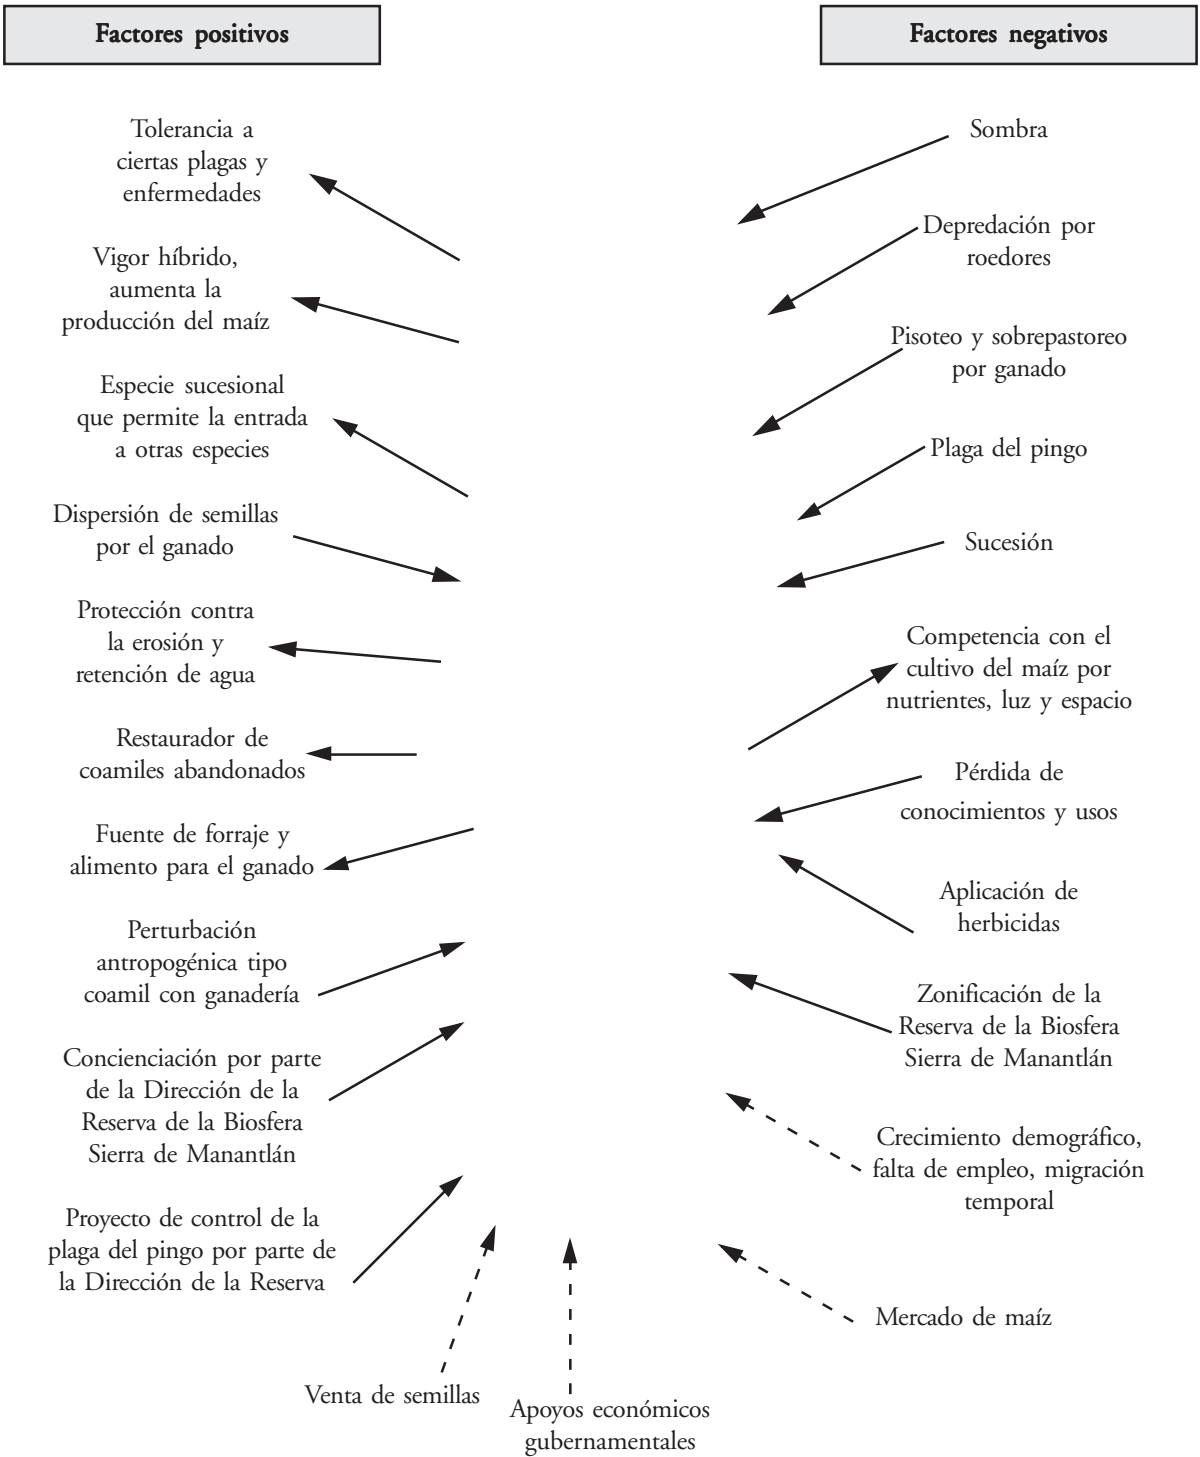 Factores positivos
Tolerancia a
ciertas plagas y
enfermedades
Vigor híbrido,
aumenta la
producción del maíz
Especie sucesional
que permite la entrada
a otras especies
Dispersión de semillas
por el ganado
Protección contra
la erosión y
retención de agua
Restaurador de
coamiles abandonados
Fuente de forraje y
alimento para el ganado
Perturbación
antropogénica tipo
coamil con ganadería
Concienciación por parte
de la Dirección de la
Reserva de la Biosfera
Sierra de Manantlán
Proyecto de control de la
plaga del pingo por parte de
la Dirección de la Reserva
Venta de semillas
Apoyos económicos
gubernamentales
Factores negativos
Sombra
Depredación por
roedores
Pisoteo y sobrepastoreo
por ganado
Plaga del pingo
Sucesión
Competencia con el
cultivo del maíz por
nutrientes, luz y espacio
Pérdida de
conocimientos y usos
Aplicación de
herbicidas
Zonificación de la
Reserva de la Biosfera
Sierra de Manantlán
Crecimiento demográfico,
falta de empleo, migración
temporal
Mercado de maíz